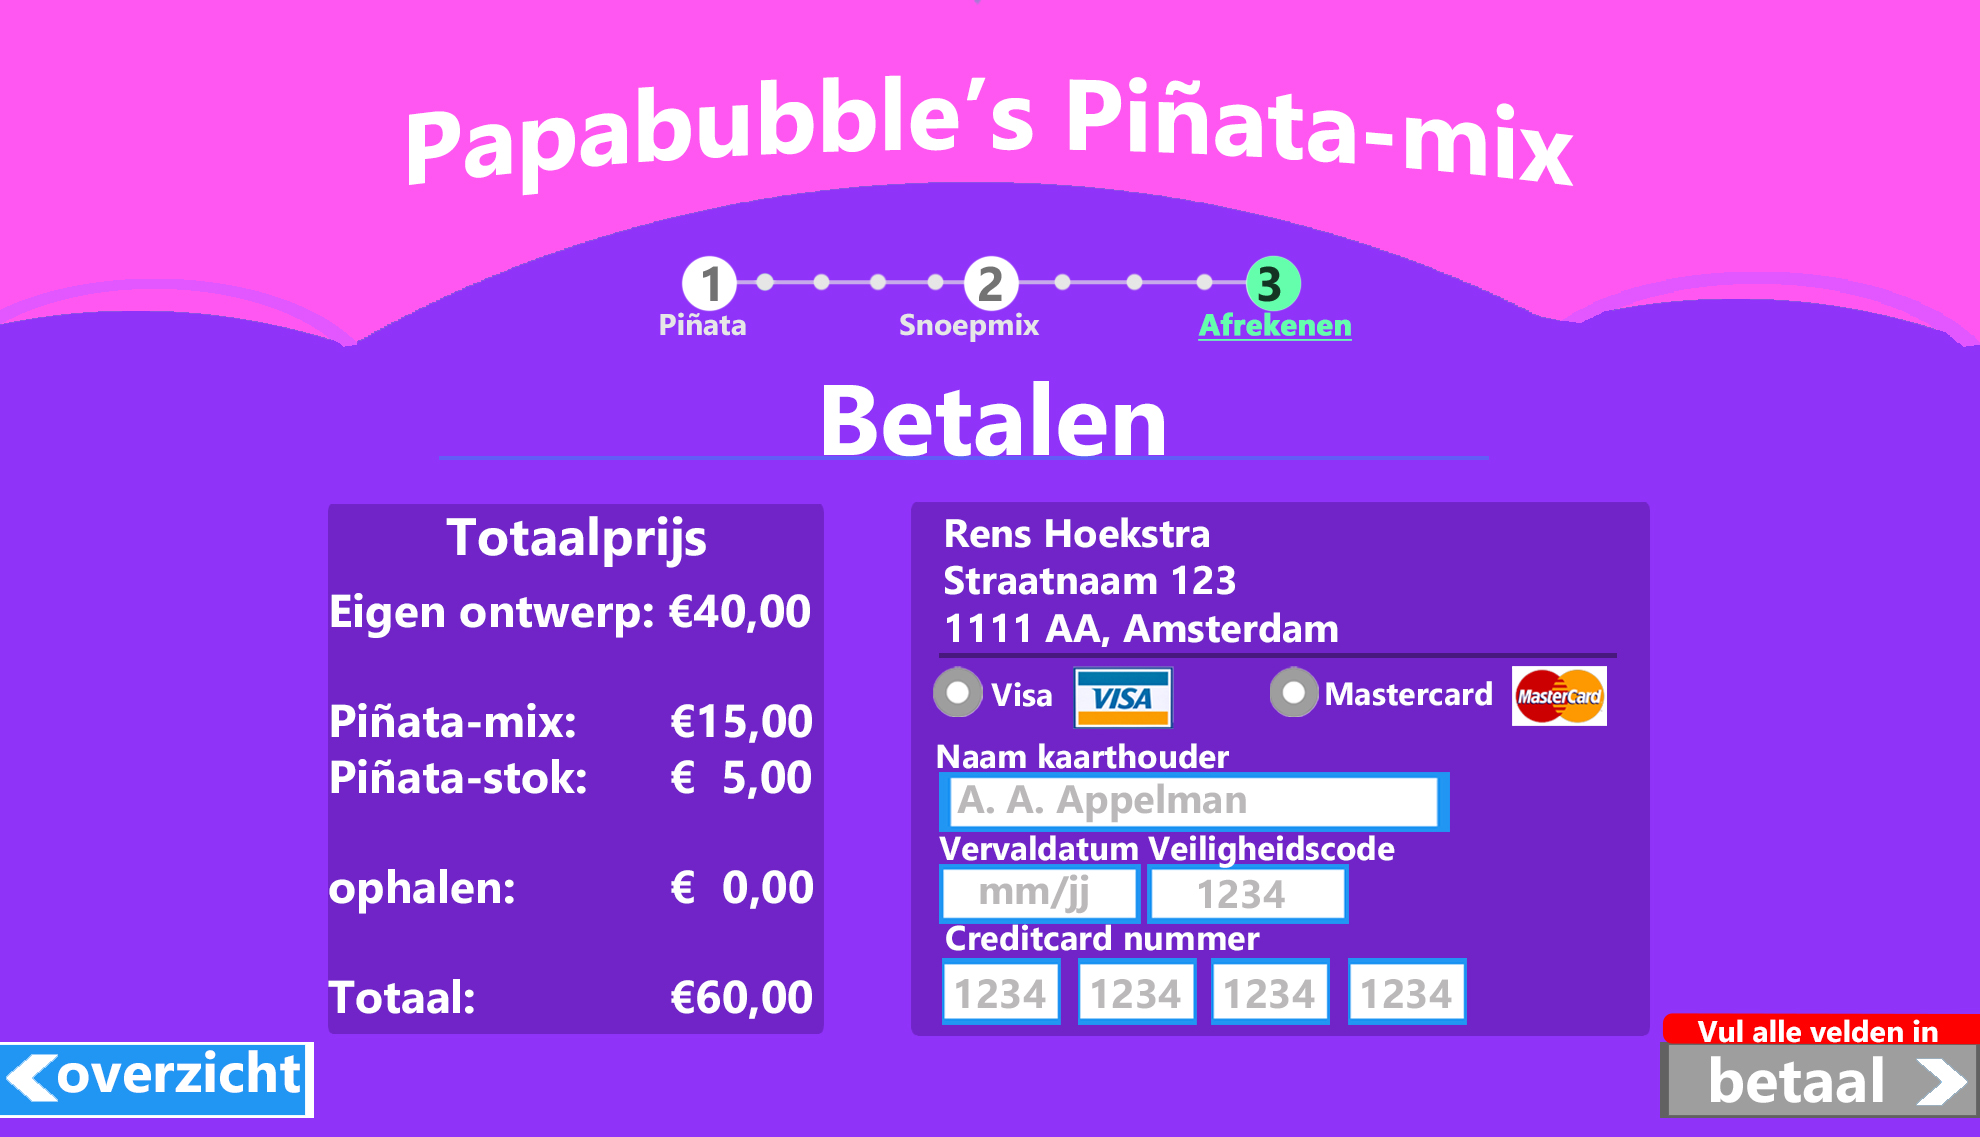 Papabubble’s Piñata-mix
1 2 3
Piñata Snoepmix Afrekenen
Betalen
Totaalprijs
Eigen ontwerp: €40,00
Piñata-mix: €15,00
Piñata-stok: € 5,00
ophalen: € 0,00
Totaal: €60,00
Rens Hoekstra
Straatnaam 123
1111 AA, Amsterdam
Visa VISA Mastercard MasterCard
Naam kaarthouder
A. A. Appelman
Vervaldatum Veiligheidscode
mm/jj 1234
Creditcard nummer
1234 1234 1234 1234
overzicht
Vul alle velden in
betaal